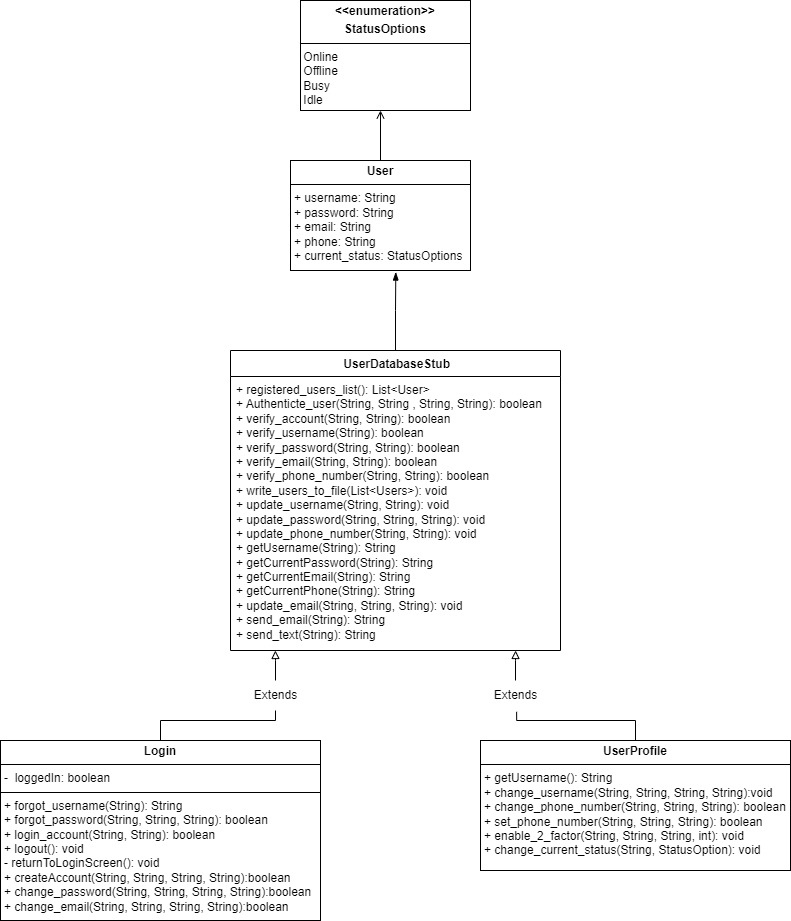 <<enumeration>>
StatusOptions
Online
Offline
Busy
Idle
User
+ username: String
+ password: String
+ email: String
+ phone: String
+ current_status: StatusOptions
UserDatabaseStub
+ registered_users_list(): List<User>
+ Authenticte_user(String, String , String, String): boolean
+ verify_account(String, String): boolean
+ verify_username(String): boolean
+ verify_password(String, String): boolean
+ verify_email(String, String): boolean
+ verify_phone_number(String, String): boolean
+ write_users_to_file(List<Users>): void
+ update_username(String, String): void
+ update_password(String, String, String): void
+ update_phone_number(String, String): void
+ getUsername(String): String
+ getCurrentPassword(String): String
+ getCurrentEmail(String): String
+ getCurrentPhone(String): String
+ update_email(String, String, String): void
+ send_email(String): String
+ send_text(String): String
Extends
Extends
Login
- loggedIn: boolean
+ forgot_username(String): String
+ forgot_password(String, String, String): boolean
+ login_account(String, String): boolean
+ logout(): void
- returnToLoginScreen(): void
+ createAccount(String, String, String, String):boolean
+ change_password(String, String, String, String):boolean
+ change_email(String, String, String, String):boolean
UserProfile
+ getUsername(): String
+ change_username(String, String, String, String):void
+ change_phone_number(String, String, String): boolean
+ set_phone_number(String, String, String): boolean
+ enable_2_factor(String, String, String, int): void
+ change_current_status(String, StatusOption): void